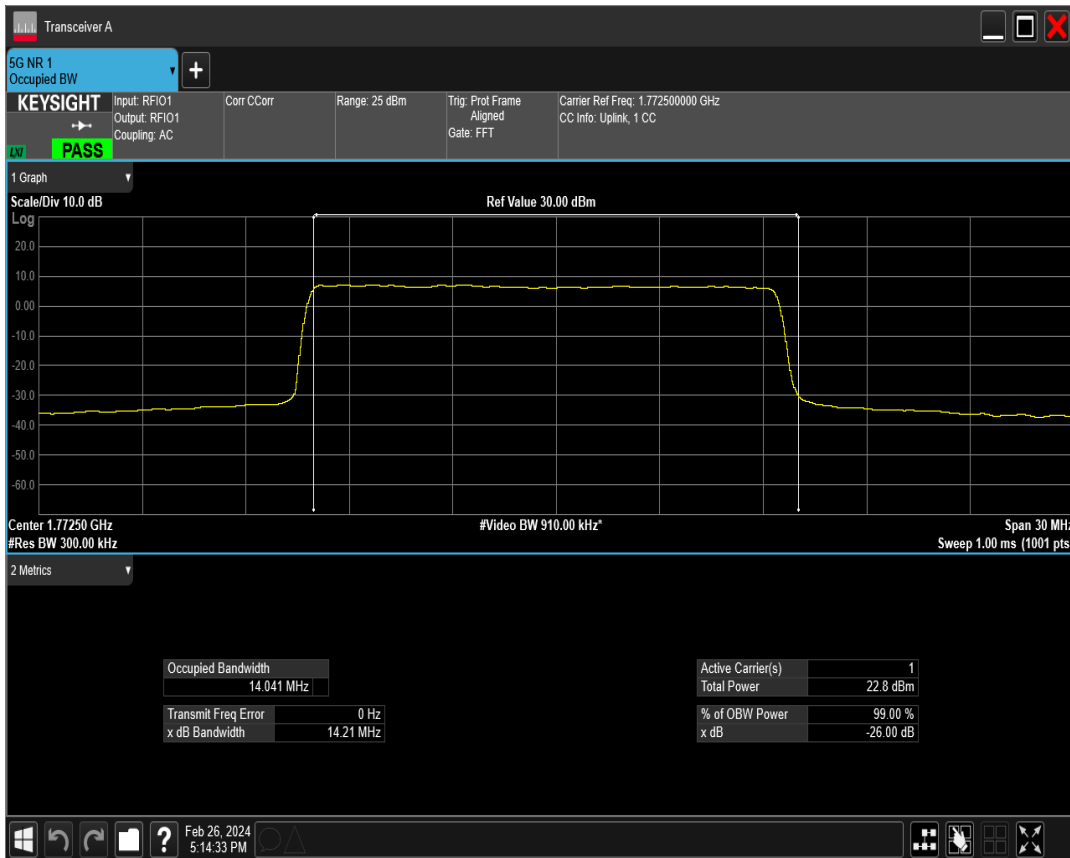 Transceiver A
5G NR 1
Occupied BW
KEYSIGHT
LXI
PASS
Input: RFIO1
Output: RFIO1
Coupling: AC
Corr CCorr
Range: 25 dBm
Trig: Prot Frame
Aligned
Gate: FFT
Carrier Ref Freq: 1.772500000 GHz
CC Info: Uplink, 1 CC
1 Graph
Scale/Div 10.0 dB
Ref Value 30.00 dBm
Log
20.0
10.0
0.00
-10.0
-20.0
-30.0
-40.0
-50.0
-60.0
Center 1.77250 GHz
#Video BW 910.00 kHz*
Span 30 MHz
#Res BW 300.00 kHz
Sweep 1.00 ms (1001 pts
2 Metrics
Occupied Bandwidth
14.041 MHz
Transmit Freq Error 0 Hz
x dB Bandwidth 14.21 MHz
Active Carrier(s) 1
Total Power 22.8 dBm
% of OBW Power 99.00 %
x dB -26.00 dB
Feb 26, 2024
5:14:33 PM